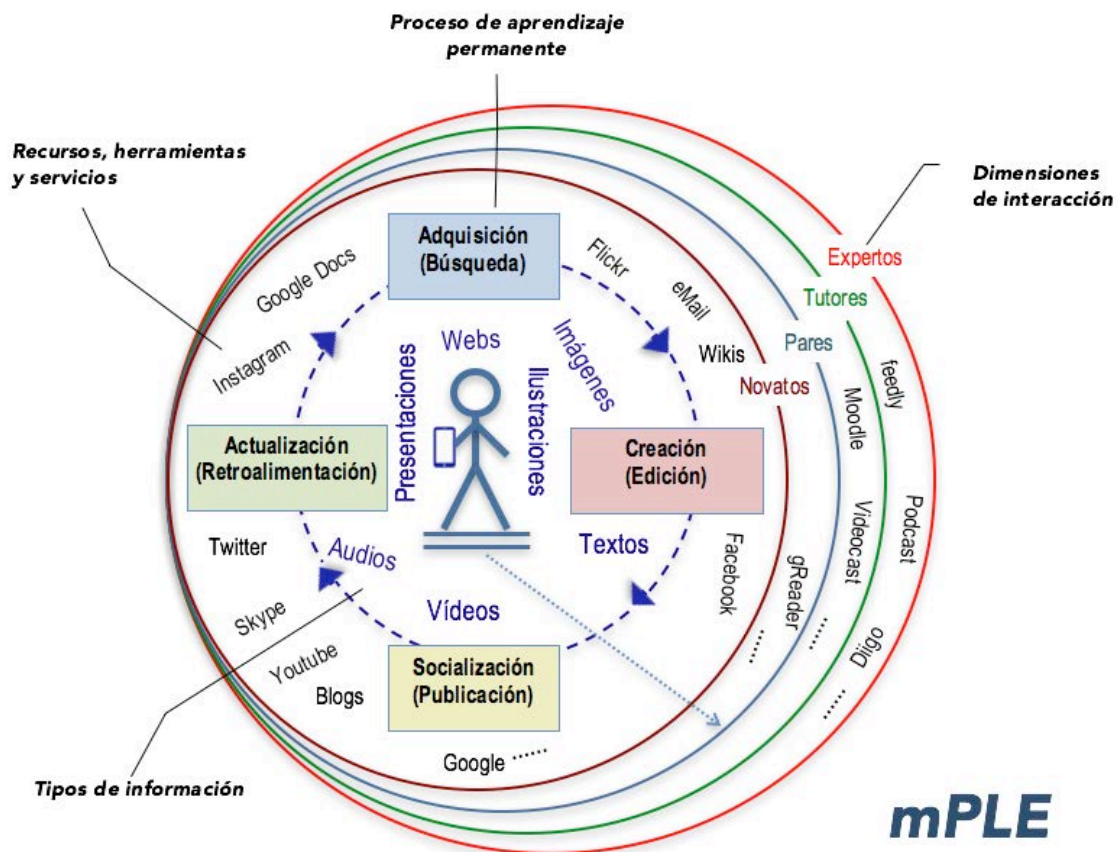 Proceso de aprendizaje
permanente
Recursos, herramientas
y servicios
Dimensiones
de interacción
Adquisición
(Búsqueda)
Flickr
eMail
Wikis
Google Docs
Instagram
Expertos
Tutores
Pares
Novatos
Webs
Imágenes
Presentaciones
Ilustraciones
Actualización
(Retroalimentación)
Creación
(Edición)
feedly
Moodle
Podcast
Videocast
gReader
Facebook
Twitter
Audios
Textos
Vídeos
Skype
Youtube
Blogs
Socialización
(Publicación)
Google ......
......
......
Diigo
......
Tipos de información
mPLE